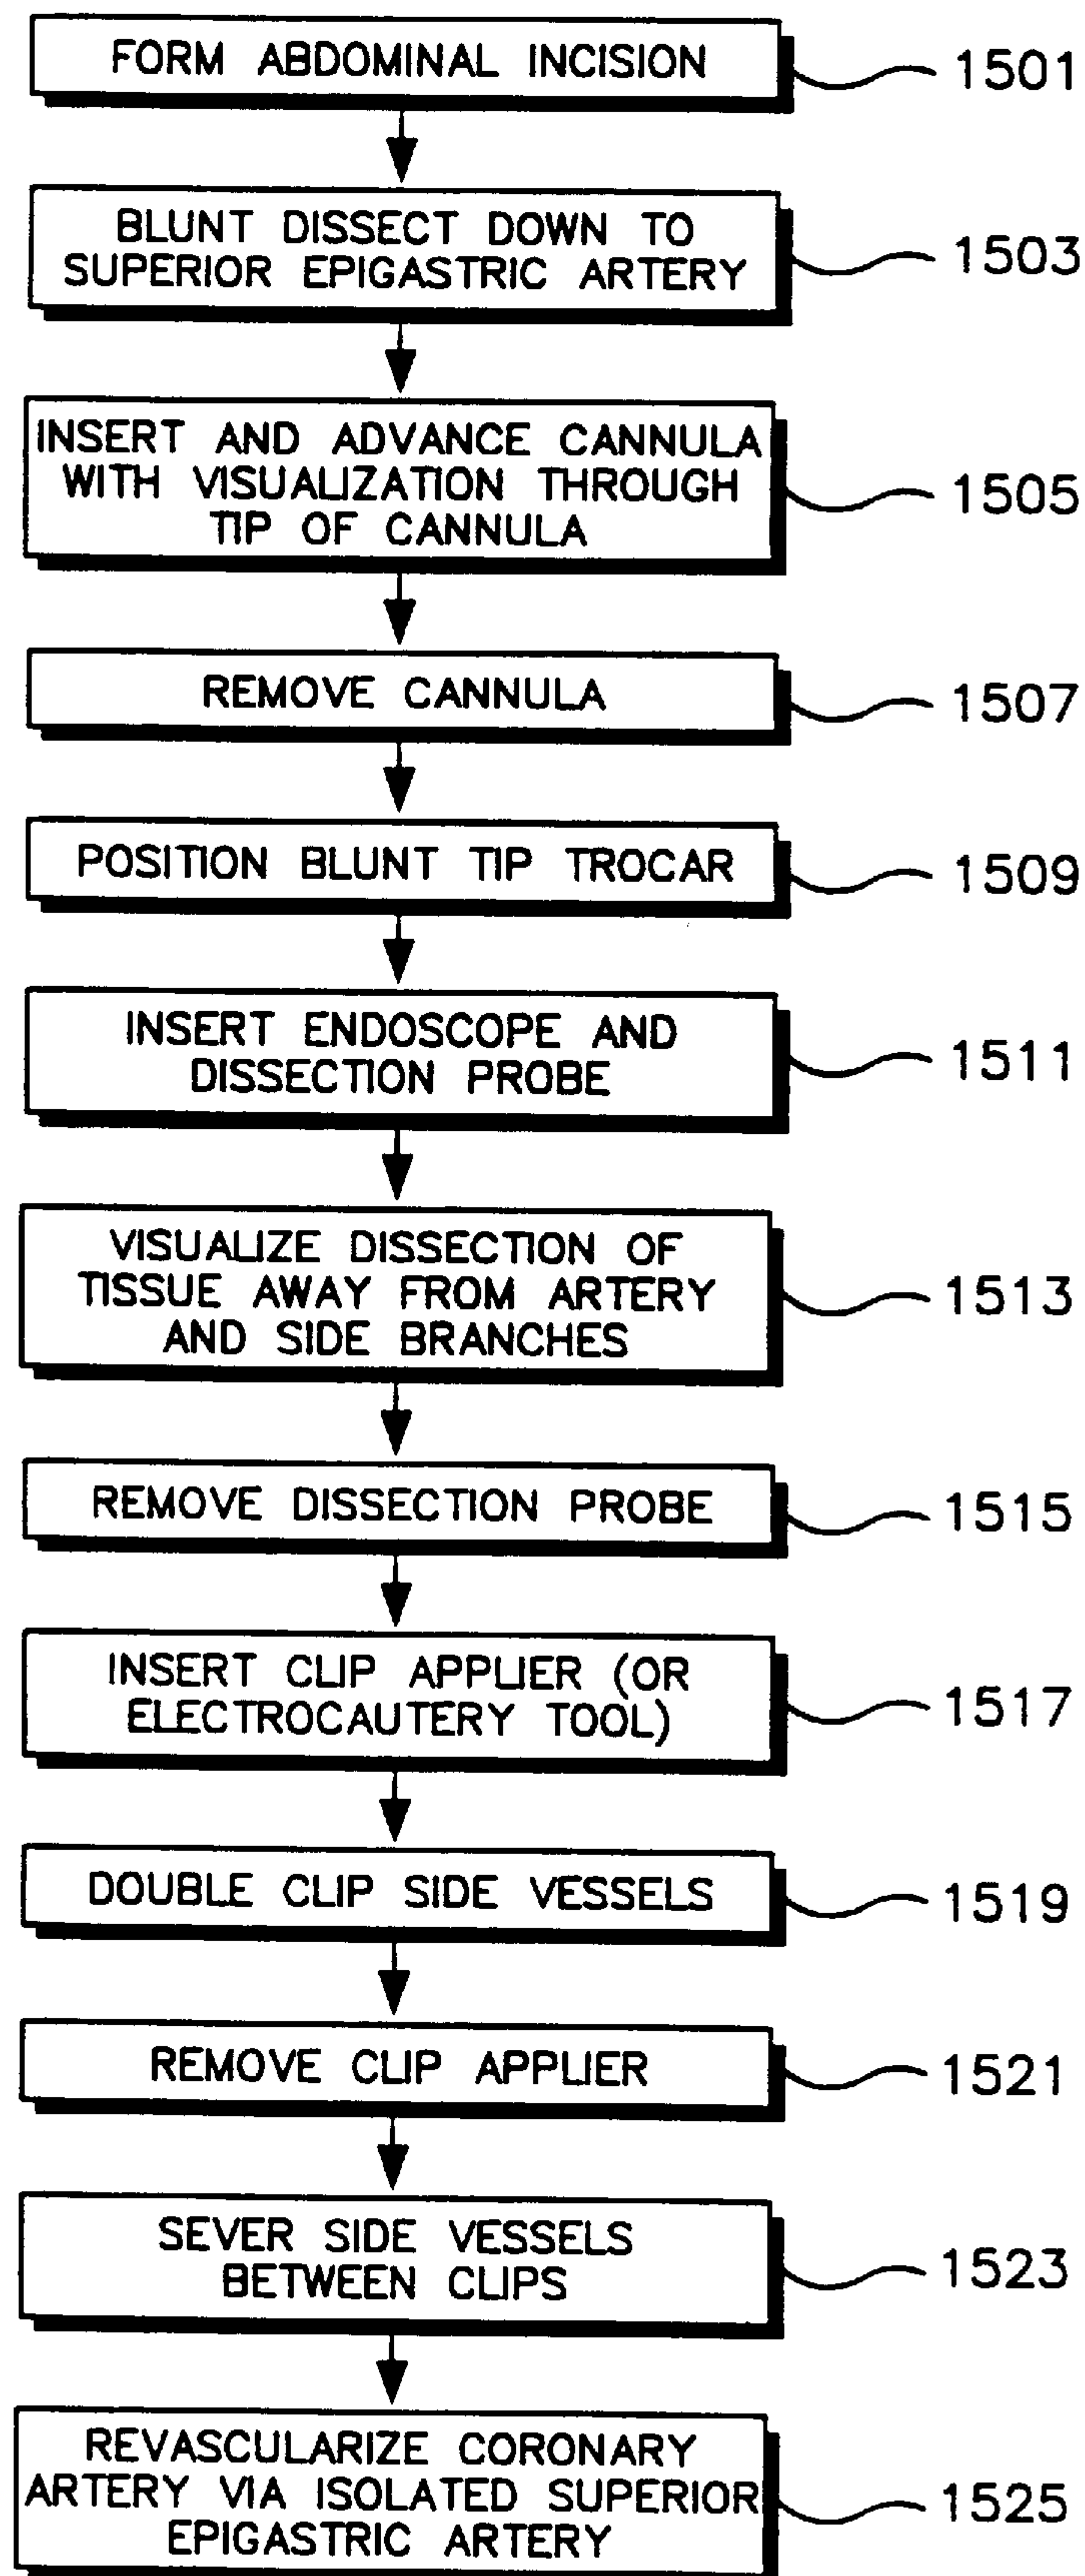 FORM ABDOMINAL INCISION
1501
BLUNT DISSECT DOWN TO
SUPERIOR EPIGASTRIC ARTERY
1503
INSERT AND ADVANCE CANNULA
WITH VISUALIZATION THROUGH
TIP OF CANNULA
1505
REMOVE CANNULA
1507
POSITION BLUNT TIP TROCAR
1509
INSERT ENDOSCOPE AND
DISSECTION PROBE
1511
VISUALIZE DISSECTION OF
TISSUE AWAY FROM ARTERY
AND SIDE BRANCHES
1513
REMOVE DISSECTION PROBE
1515
INSERT CLIP APPLIER (OR
ELECTROCAUTERY TOOL)
1517
DOUBLE CLIP SIDE VESSELS
1519
REMOVE CLIP APPLIER
1521
SEVER SIDE VESSELS
BETWEEN CLIPS
1523
REVASCULARIZE CORONARY
ARTERY VIA ISOLATED SUPERIOR
EPIGASTRIC ARTERY
1525